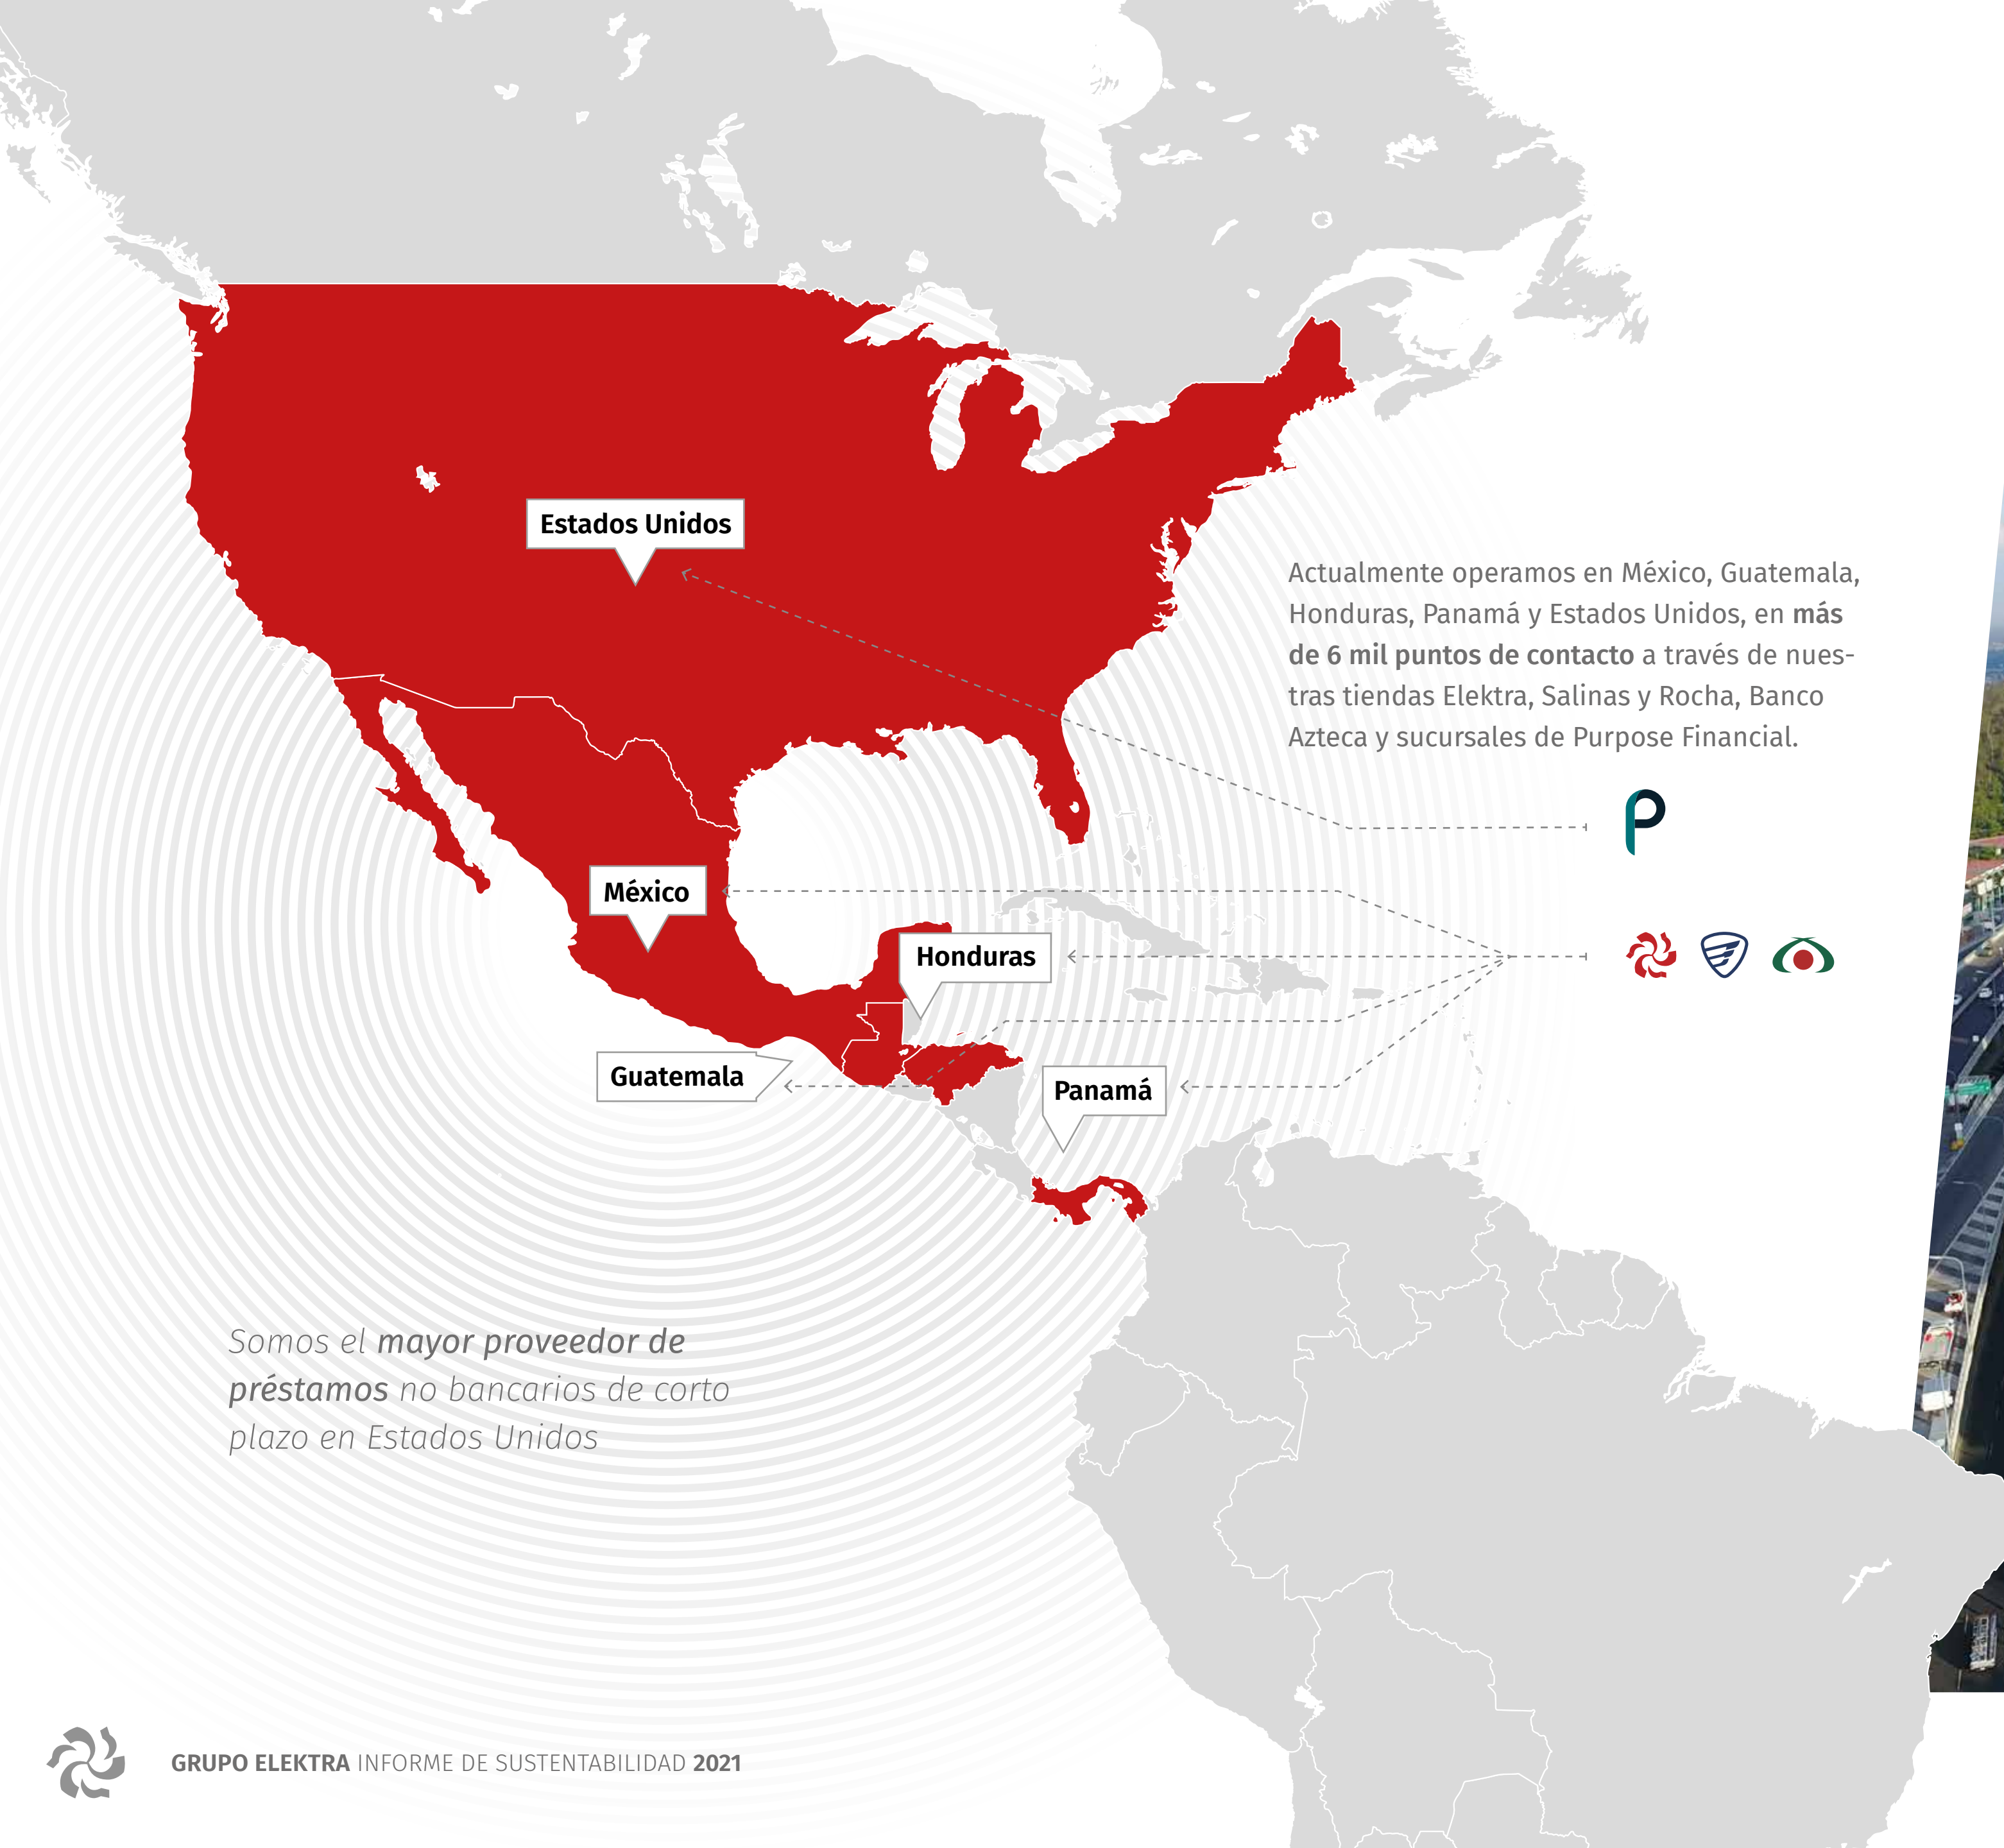 Estados Unidos
Actualmente operamos en México, Guatemala,
Honduras, Panamá y Estados Unidos, en más
de 6 mil puntos de contacto a través de nues-
tras tiendas Elektra, Salinas y Rocha, Banco
Azteca y sucursales de Purpose Financial.
México
Honduras
Guatemala
Panamá
Somos el mayor proveedor de
préstamos no bancarios de corto
plazo en Estados Unidos
GRUPO ELEKTRA INFORME DE SUSTENTABILIDAD 2021